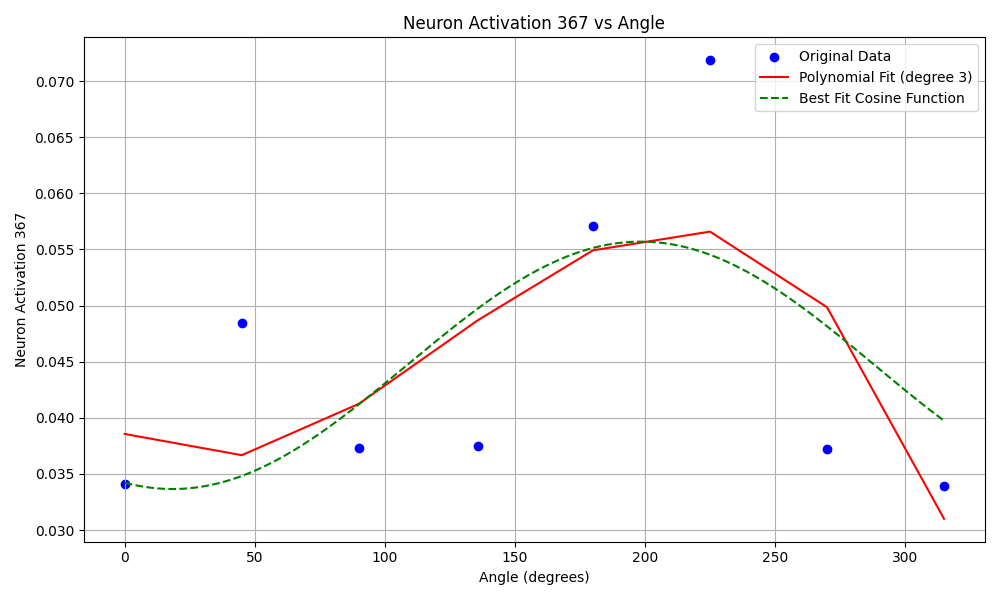 Neuron Activation 367 vs Angle
Original Data
Polynomial Fit (degree 3)
Best Fit Cosine Function
Neuron Activation 367
0.070
0.065
0.060
0.055
0.050
0.045
0.040
0.035
0.030
0 50 100 150 200 250 300
Angle (degrees)